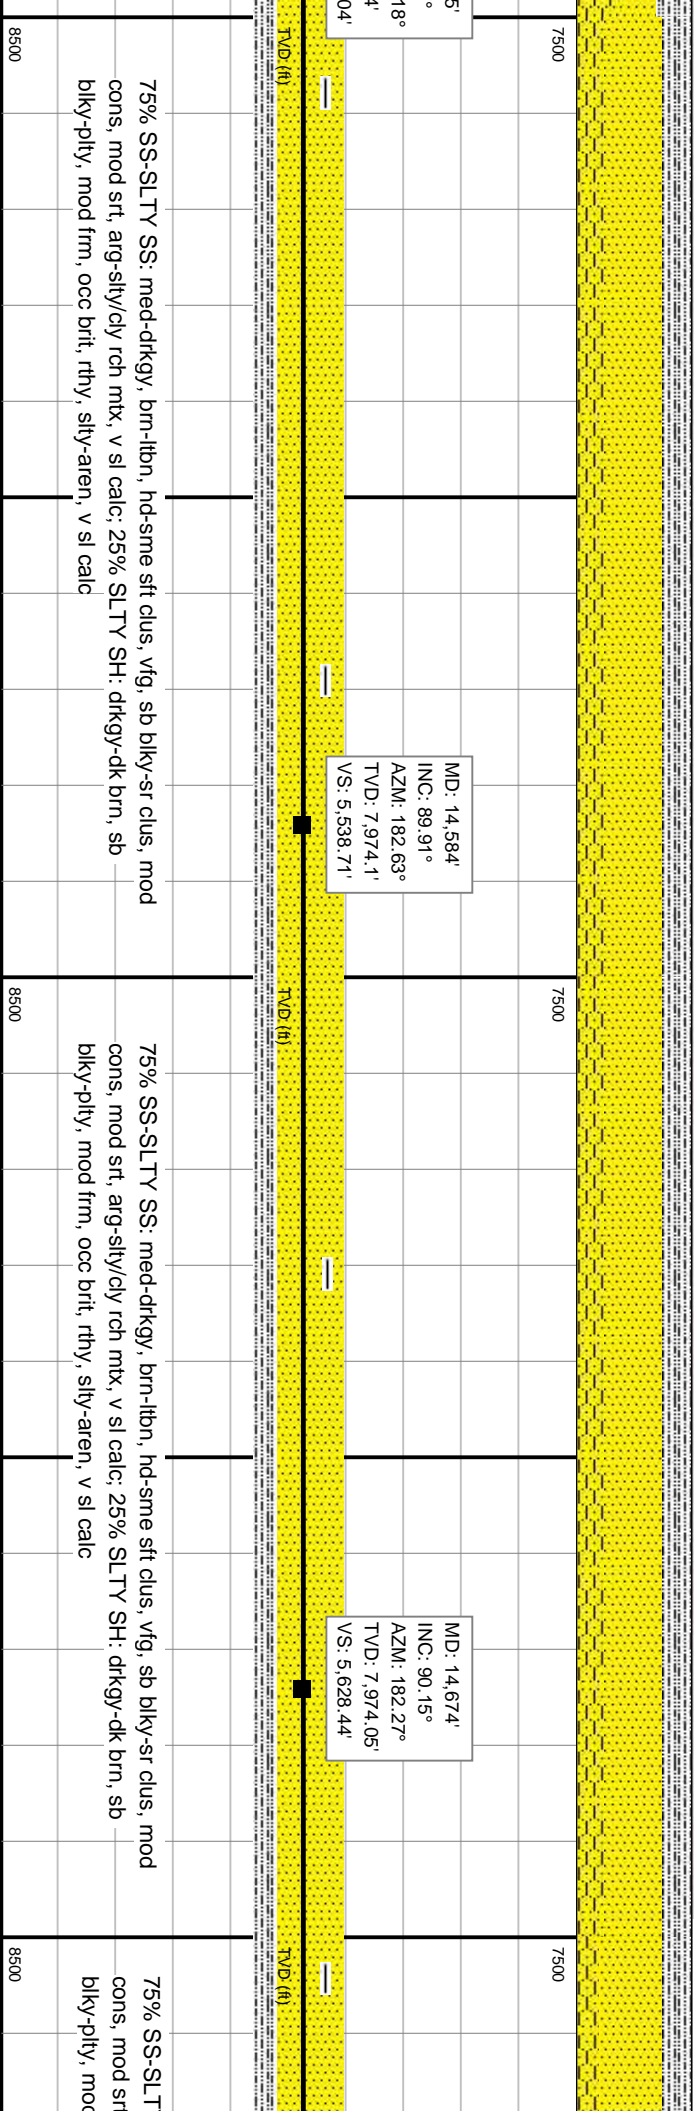 5'
°
18°
4'
04'
7500
TVD (ft)
8500
75% SS-SLTY SS: med-drkgy, brn-ltbn, hd-sme sft clus, vfg, sb blky-sr clus, mod
cons, mod srt, arg-slty/cly rch mtx, v sl calc; 25% SLTY SH: drkgy-dk brn, sb
blky-plty, mod frm, occ brit, rthy, slty-aren, v sl calc
MD: 14,584'
INC: 89.91°
AZM: 182.63°
TVD: 7,974.1'
VS: 5,538.71'
7500
TVD (ft)
8500
75% SS-SLTY SS: med-drkgy, brn-ltbn, hd-sme sft clus, vfg, sb blky-sr clus, mod
cons, mod srt, arg-slty/cly rch mtx, v sl calc; 25% SLTY SH: drkgy-dk brn, sb
blky-plty, mod frm, occ brit, rthy, slty-aren, v sl calc
MD: 14,674'
INC: 90.15°
AZM: 182.27°
TVD: 7,974.05'
VS: 5,628.44'
7500
TVD (ft)
8500
75% SS-SLT
cons, mod srt
blky-plty, mod